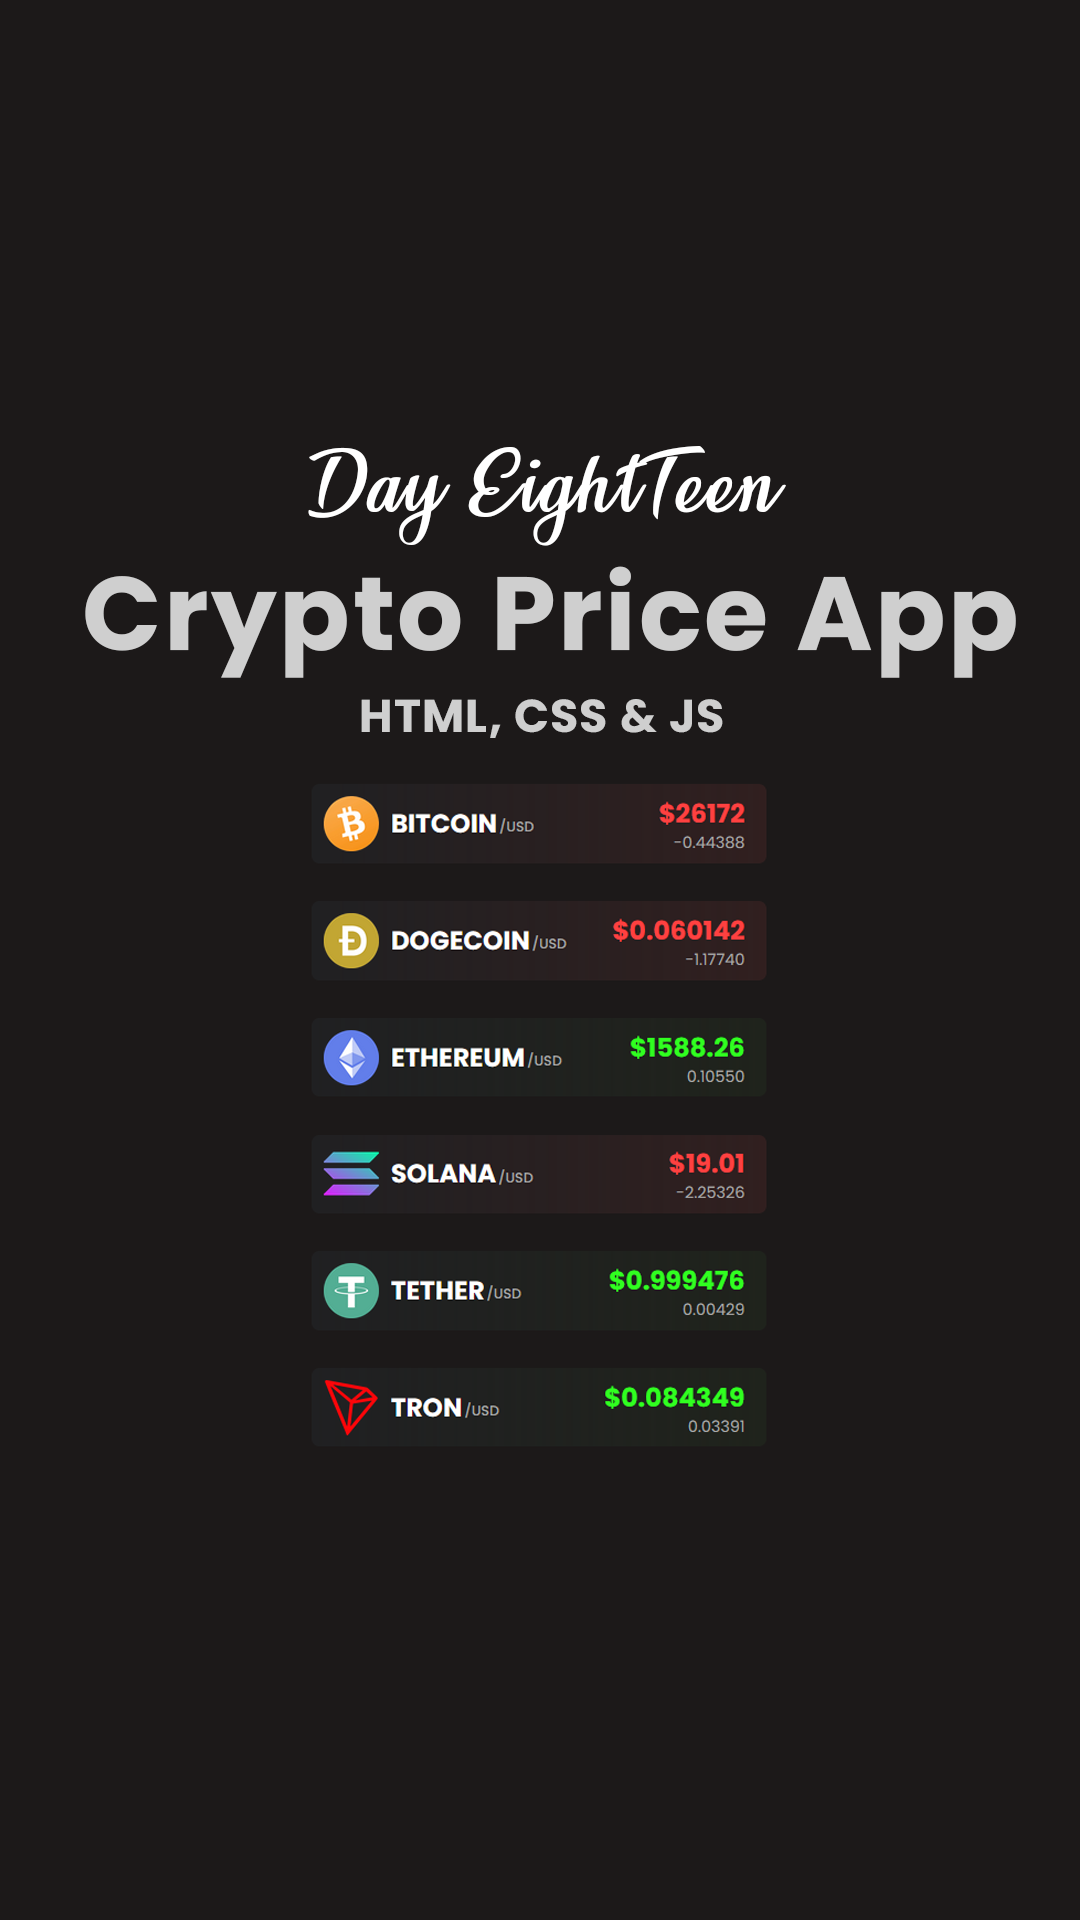 Day EightTeen
Crypto Price App
HTML, CSS & JS
BITCOIN/USD $26172
-0.44388
DOGECOIN/USD $0.060142
-1.17740
ETHEREUM/USD $1588.26
0.10550
SOLANA/USD $19.01
-2.25326
TETHER/USD $0.999476
0.00429
TRON/USD $0.084349
0.03391